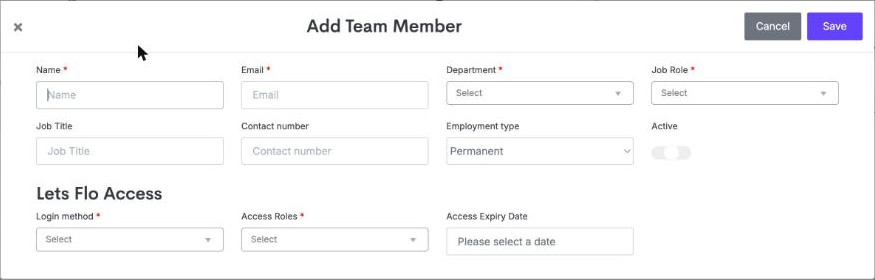 × Add Team Member Cancel Save
Name * Email * Department * Job Role *
Name Email Select Select
Job Title Contact number Employment type Active
Job Title Contact number Permanent
Lets Flo Access
Login method * Access Roles * Access Expiry Date
Select Select Please select a date